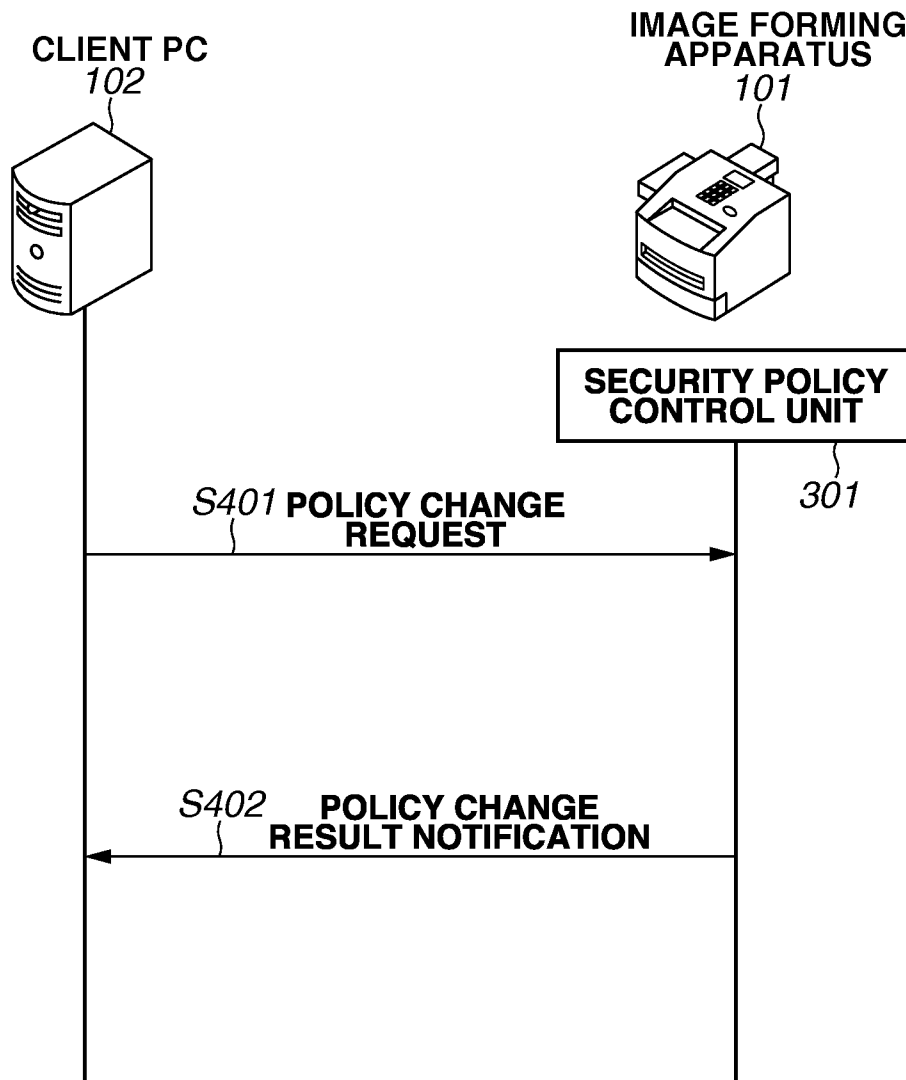 CLIENT PC
102
IMAGE FORMING
APPARATUS
101
SECURITY POLICY
CONTROL UNIT
301
S401
POLICY CHANGE
REQUEST
S402
POLICY CHANGE
RESULT NOTIFICATION